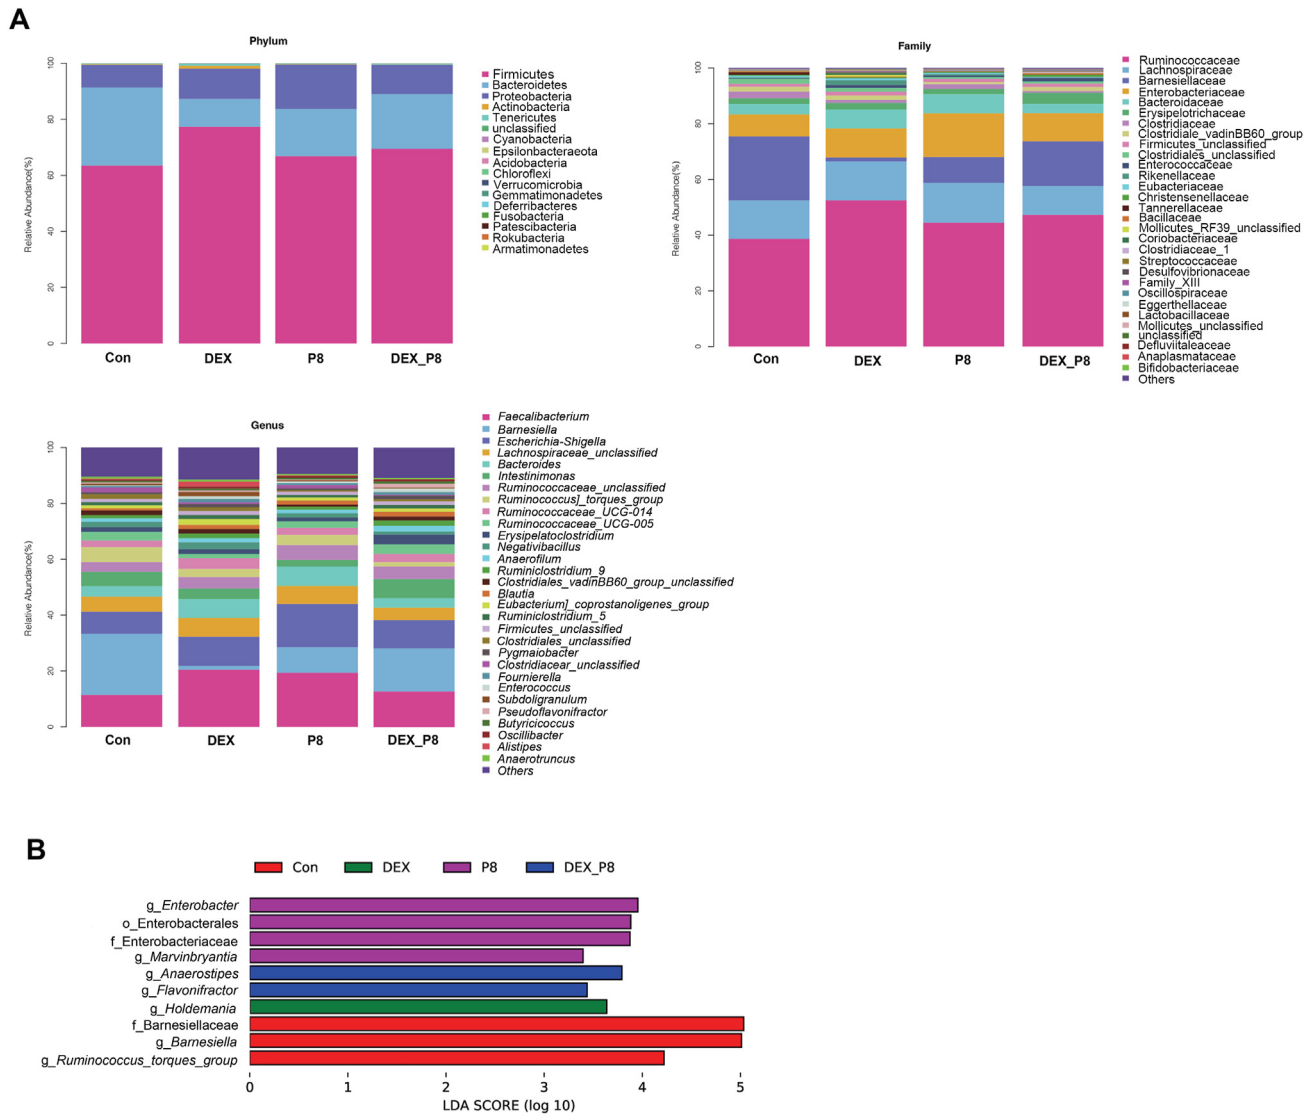 A
Phylum
Relative Abundance(%)
100
80
60
40
20
0
Con
DEX
P8
DEX_P8
Firmicutes
Bacteroidetes
Proteobacteria
Actinobacteria
Tenericutes
unclassified
Cyanobacteria
Epsilonbacteraeota
Acidobacteria
Chloroflexi
Verrucomicrobia
Gemmatimonadetes
Deferribacteres
Fusobacteria
Patescibacteria
Rokubacteria
Armatimonadetes
Family
Relative Abundance(%)
100
80
60
40
20
0
Con
DEX
P8
DEX_P8
Ruminococcaceae
Lachnospiraceae
Barnesiellaceae
Enterobacteriaceae
Bacteroidaceae
Erysipelotrichaceae
Clostridiaceae
Clostridiale_vadinBB60_group
Firmicutes_unclassified
Clostridiales_unclassified
Enterococcaceae
Rikenellaceae
Eubacteriaceae
Christensenellaceae
Tannerellaceae
Bacillaceae
Mollicutes_RF39_unclassified
Coriobacteriaceae
Clostridiaceae_1
Streptococcaceae
Desulfovibrionaceae
Family_XIII
Oscillospiraceae
Eggerthellaceae
Lactobacillaceae
Mollicutes_unclassified
unclassified
Defluviitaleaceae
Anaplasmataceae
Bifidobacteriaceae
Others
Genus
Relative Abundance(%)
100
80
60
40
20
0
Con
DEX
P8
DEX_P8
Faecalibacterium
Barnesiella
Escherichia-Shigella
Lachnospiraceae_unclassified
Bacteroides
Intestinimonas
Ruminococcaceae_unclassified
Ruminococcus]_torques_group
Ruminococcaceae_UCG-014
Ruminococcaceae_UCG-005
Erysipelatoclostridium
Negativibacillus
Anaerofilum
Ruminiclostridium_9
Clostridiales_vadinBB60_group_unclassified
Blautia
Eubacterium]_coprostanoligenes_group
Ruminiclostridium_5
Firmicutes_unclassified
Clostridiales_unclassified
Pygmaiobacter
Clostridiacear_unclassified
Fournierella
Enterococcus
Subdoligranulum
Pseudoflavonifractor
Butyricicoccus
Oscillibacter
Alistipes
Anaerotruncus
Others
B
Con DEX P8 DEX_P8
g_Enterobacter
o_Enterobacterales
f_Enterobacteriaceae
g_Marvinbryantia
g_Anaerostipes
g_Flavonifractor
g_Holdemania
f_Barnesiellaceae
g_Barnesiella
g_Ruminococcus_torques_group
0 1 2 3 4 5
LDA SCORE (log 10)